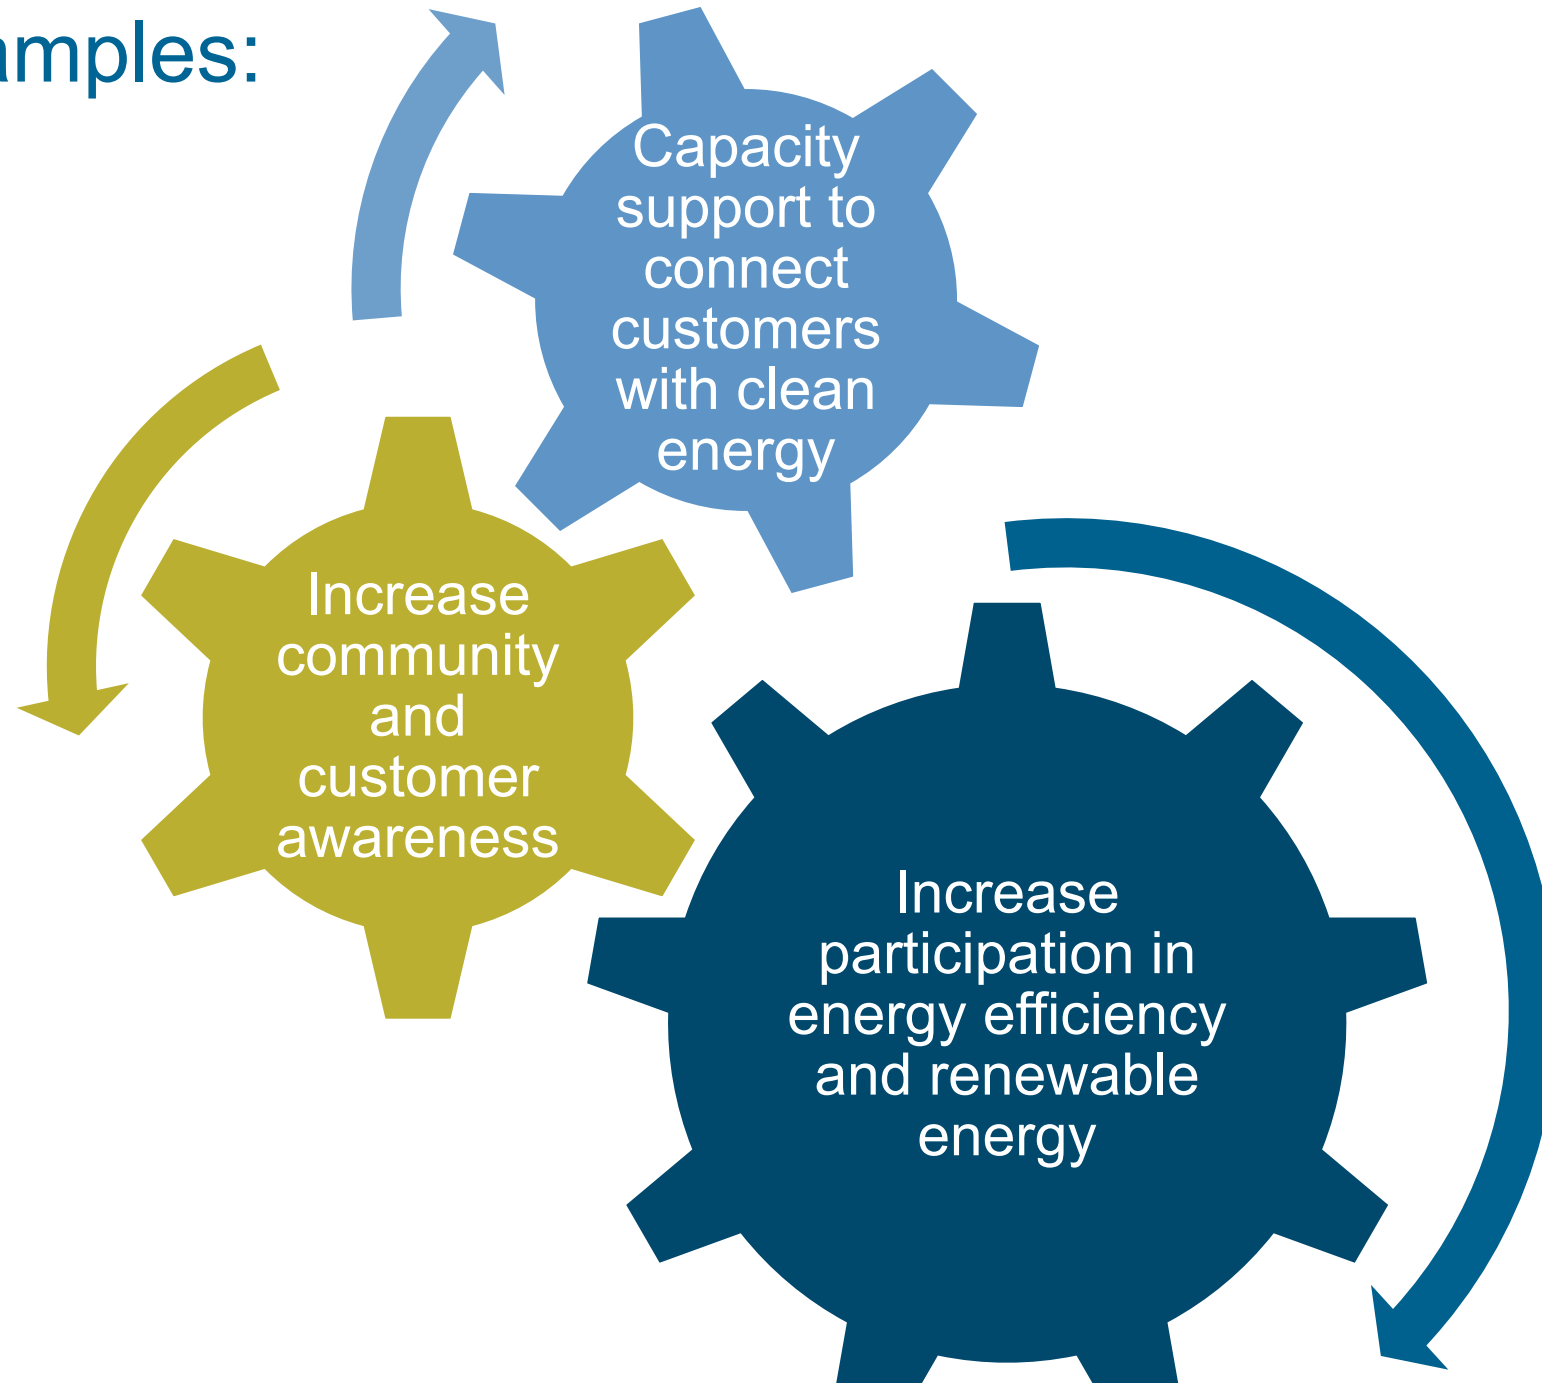 amples:
Capacity
support to
connect
customers
with clean
energy
Increase
community
and
customer
awareness
Increase
participation in
energy efficiency
and renewable
energy